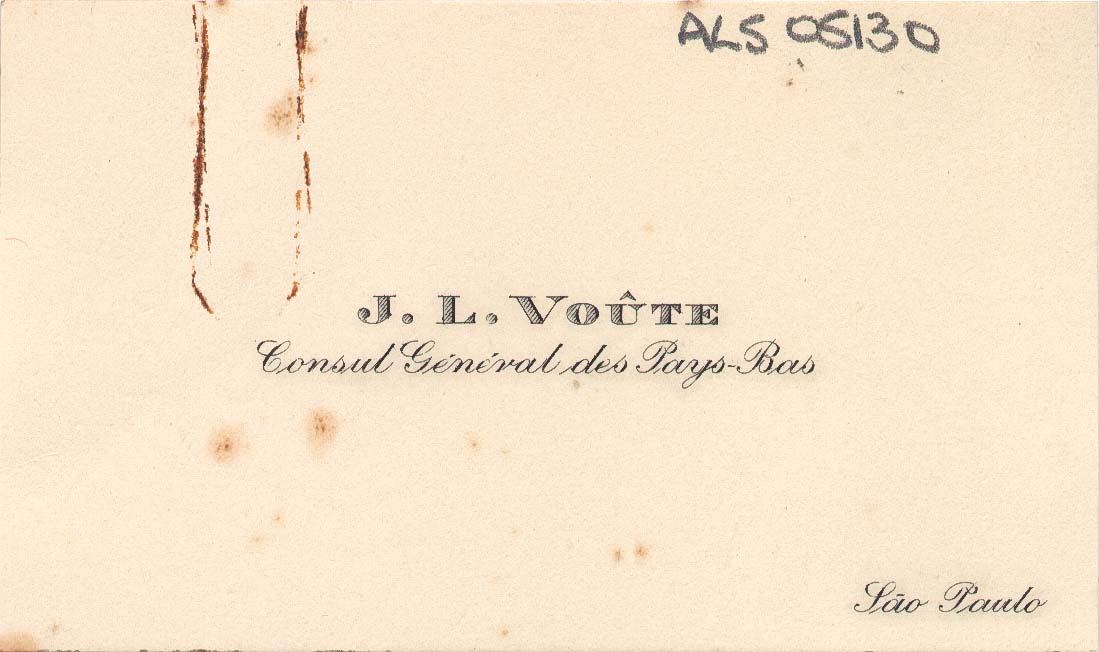 ALS 05130
J. L. VOÛTE
Consul Général des Pays-Bas
São Paulo